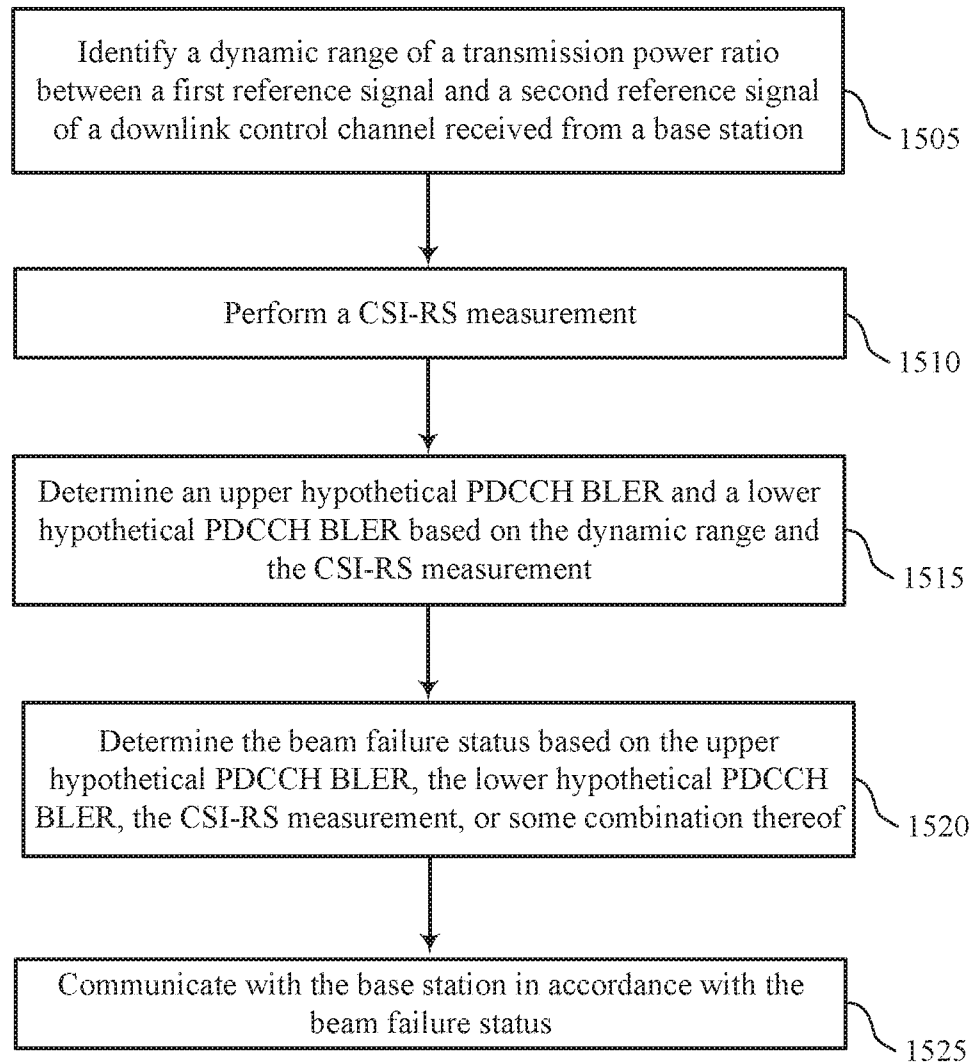 Identify a dynamic range of a transmission power ratio
between a first reference signal and a second reference signal
of a downlink control channel received from a base station
1505
Perform a CSI-RS measurement
1510
Determine an upper hypothetical PDCCH BLER and a lower
hypothetical PDCCH BLER based on the dynamic range and
the CSI-RS measurement
1515
Determine the beam failure status based on the upper
hypothetical PDCCH BLER, the lower hypothetical PDCCH
BLER, the CSI-RS measurement, or some combination thereof
1520
Communicate with the base station in accordance with the
beam failure status
1525